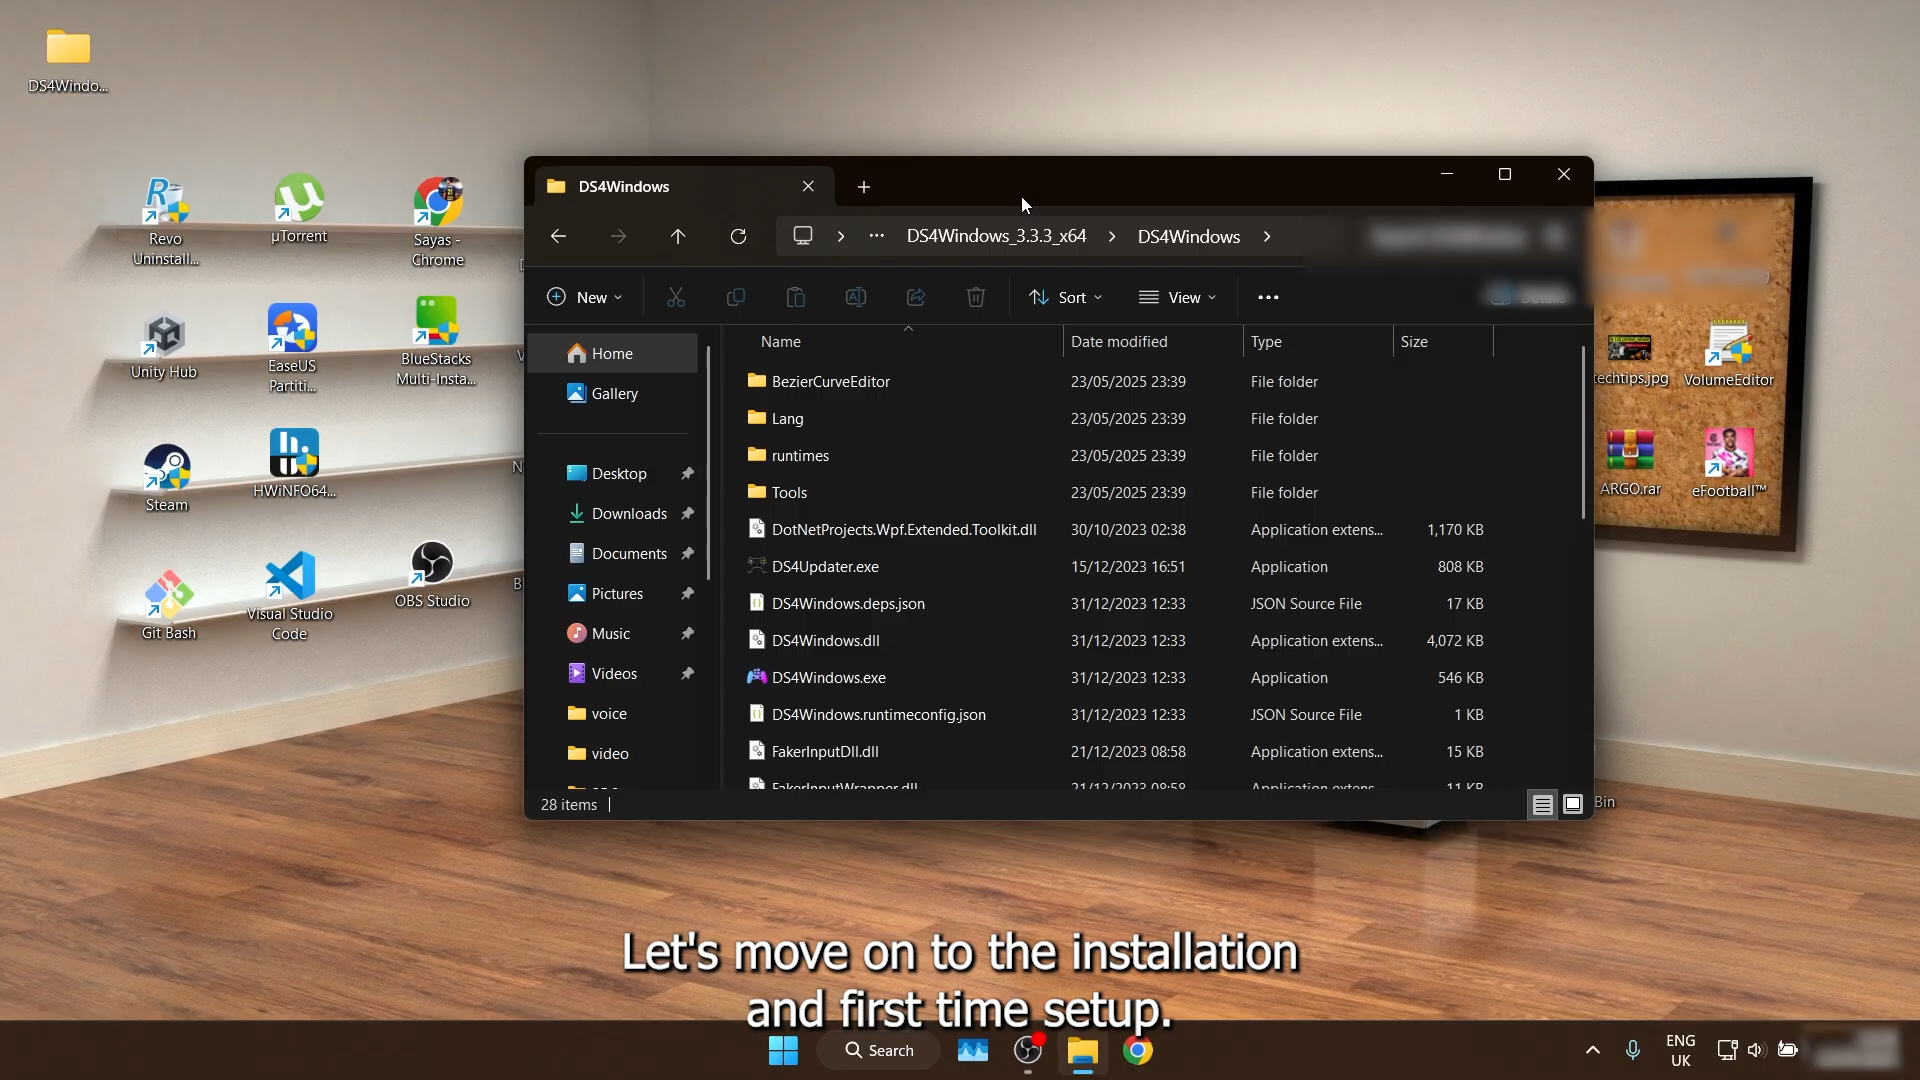 DS4Windo...
Revo
Uninstall...
µTorrent
Sayas -
Chrome
Unity Hub
EaseUS
Partiti...
BlueStacks
Multi-Insta...
Steam
HWiNFO64...
Git Bash
Visual Studio
Code
OBS Studio
DS4Windows
DS4Windows_3.3.3_x64 > DS4Windows >
New
Sort
View
Details
Home
Gallery
Desktop
Downloads
Documents
Pictures
Music
Videos
voice
video
Name Date modified Type Size
BezierCurveEditor 23/05/2025 23:39 File folder
Lang 23/05/2025 23:39 File folder
runtimes 23/05/2025 23:39 File folder
Tools 23/05/2025 23:39 File folder
DotNetProjects.Wpf.Extended.Toolkit.dll 30/10/2023 02:38 Application extens... 1,170 KB
DS4Updater.exe 15/12/2023 16:51 Application 808 KB
DS4Windows.deps.json 31/12/2023 12:33 JSON Source File 17 KB
DS4Windows.dll 31/12/2023 12:33 Application extens... 4,072 KB
DS4Windows.exe 31/12/2023 12:33 Application 546 KB
DS4Windows.runtimeconfig.json 31/12/2023 12:33 JSON Source File 1 KB
FakerInputDll.dll 21/12/2023 08:58 Application extens... 15 KB
FakerInputWrapper.dll 21/12/2023 08:58 Application extens... 11 KB
28 items
techtips.jpg
VolumeEditor
ARGO.rar
eFootball™
Bin
Let's move on to the installation
and first time setup.
Search
ENG
UK